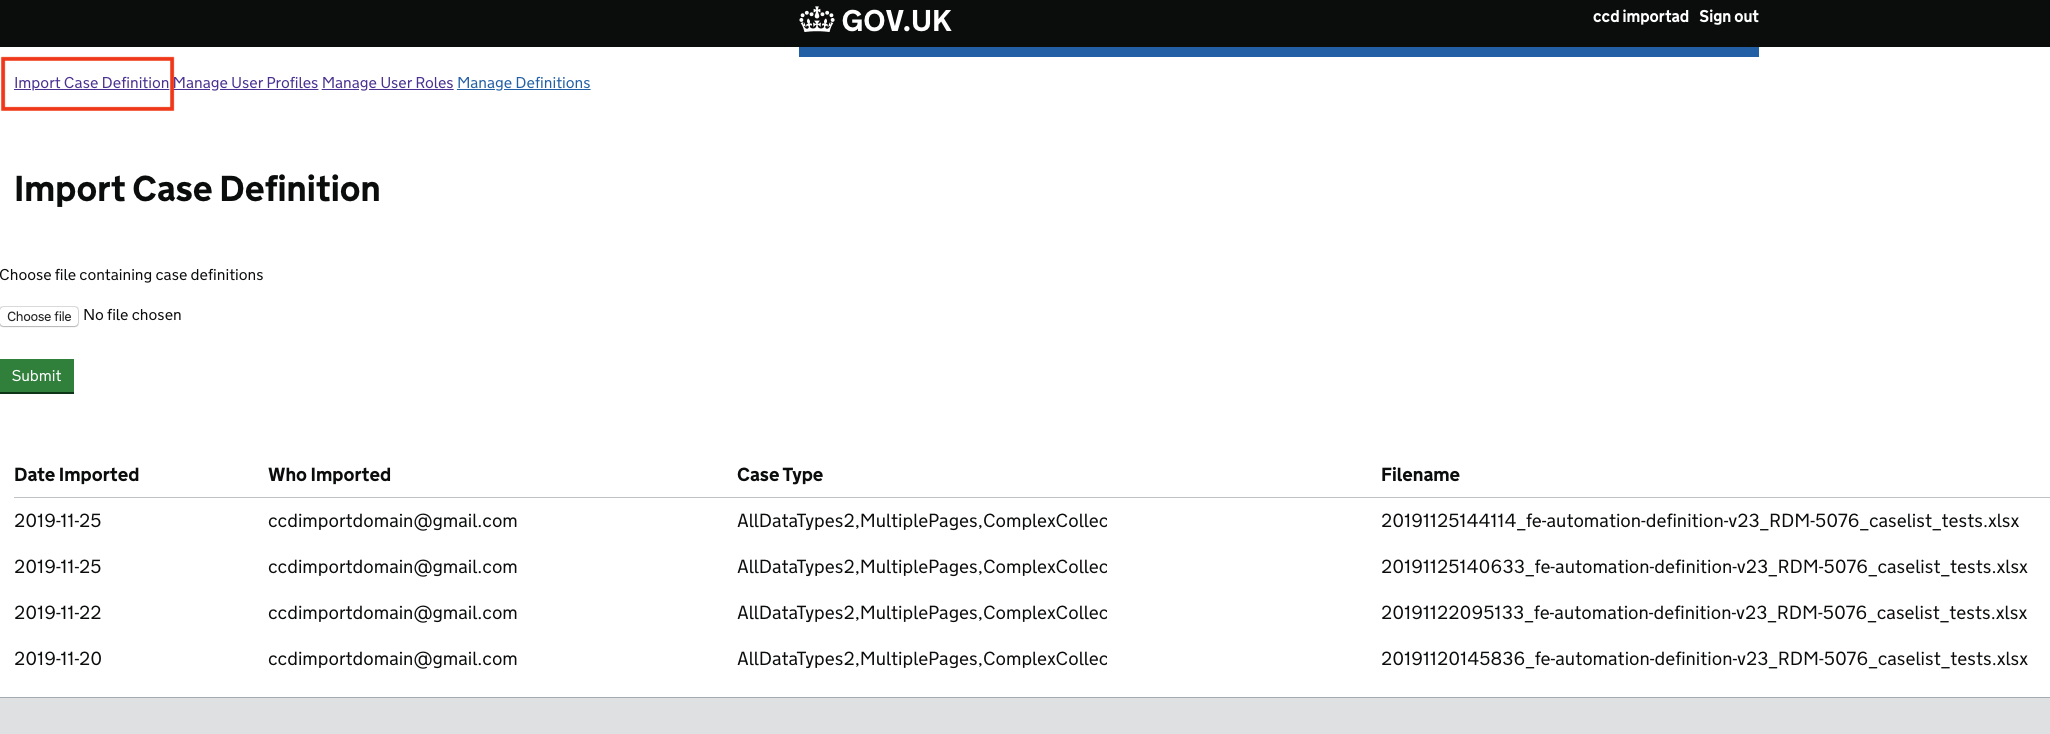 GOV.UK ccd importad Sign out
Import Case Definition Manage User Profiles Manage User Roles Manage Definitions
Import Case Definition
Choose file containing case definitions
Choose file No file chosen
Submit
Date Imported Who Imported Case Type Filename
2019-11-25 ccdimportdomain@gmail.com AllDataTypes2,MultiplePages,ComplexCollec 20191125144114_fe-automation-definition-v23_RDM-5076_caselist_tests.xlsx
2019-11-25 ccdimportdomain@gmail.com AllDataTypes2,MultiplePages,ComplexCollec 20191125140633_fe-automation-definition-v23_RDM-5076_caselist_tests.xlsx
2019-11-22 ccdimportdomain@gmail.com AllDataTypes2,MultiplePages,ComplexCollec 20191122095133_fe-automation-definition-v23_RDM-5076_caselist_tests.xlsx
2019-11-20 ccdimportdomain@gmail.com AllDataTypes2,MultiplePages,ComplexCollec 20191120145836_fe-automation-definition-v23_RDM-5076_caselist_tests.xlsx